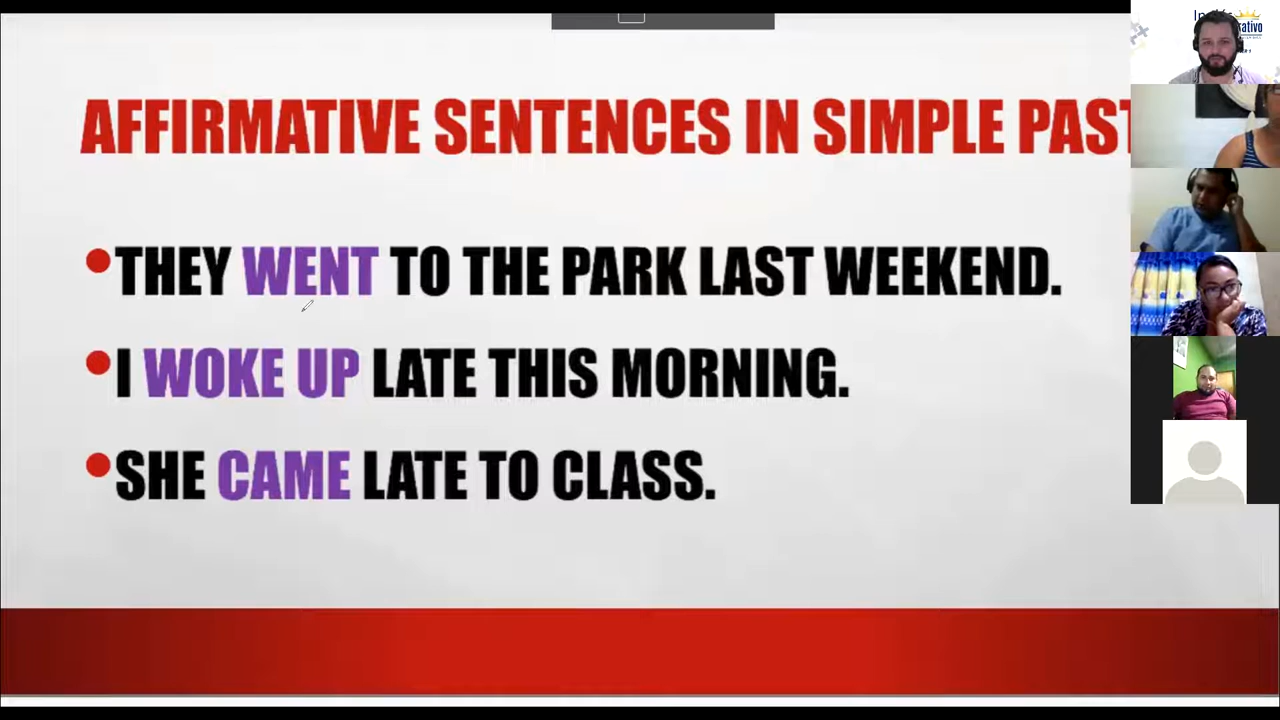 AFFIRMATIVE SENTENCES IN SIMPLE PAST
•THEY WENT TO THE PARK LAST WEEKEND.
•I WOKE UP LATE THIS MORNING.
•SHE CAME LATE TO CLASS.